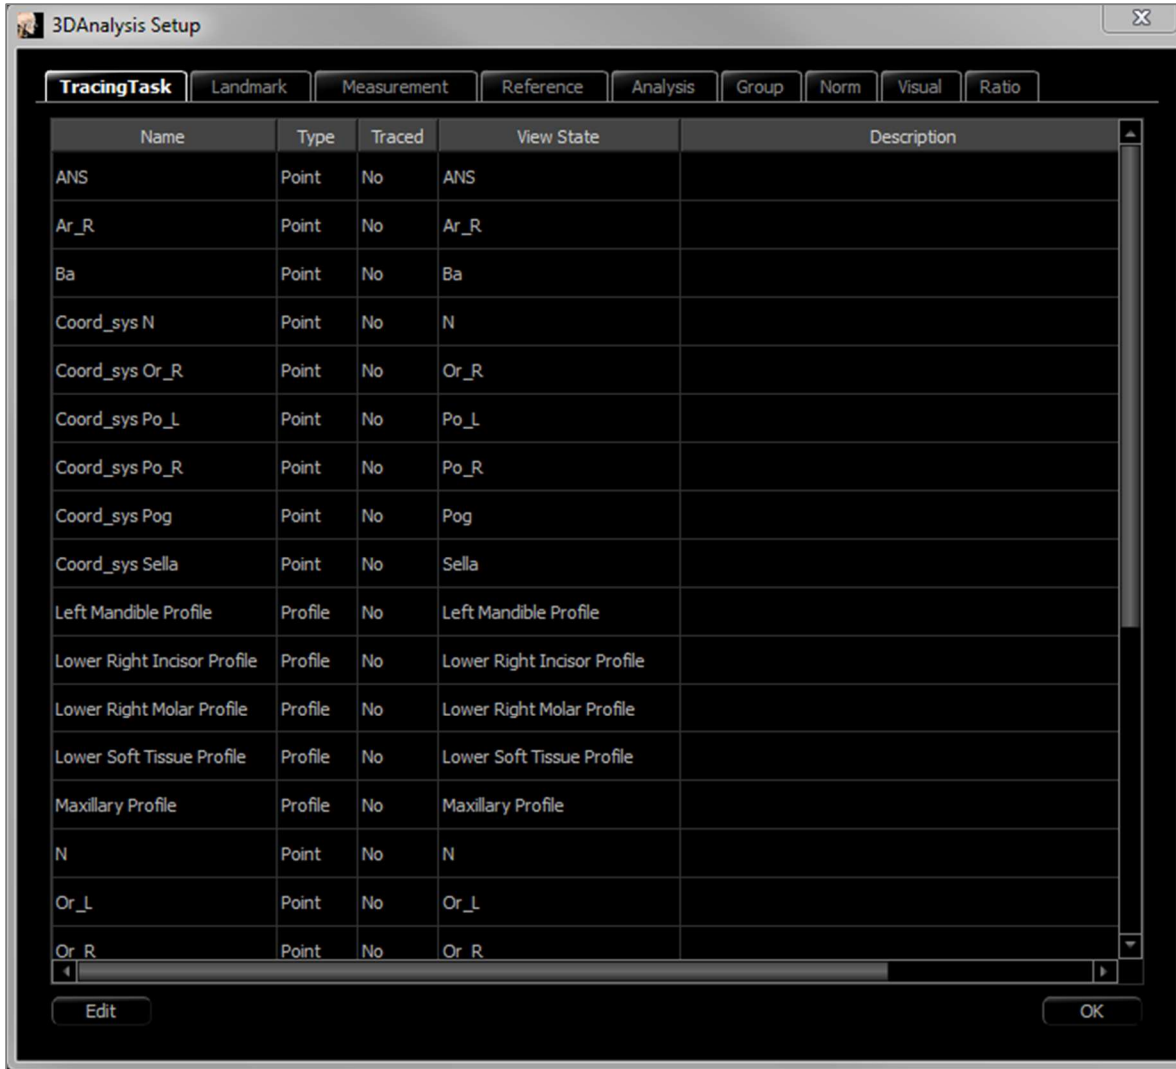 3DAnalysis Setup
TracingTask Landmark Measurement Reference Analysis Group Norm Visual Ratio
Name Type Traced View State Description
ANS Point No ANS
Ar_R Point No Ar_R
Ba Point No Ba
Coord_sys N Point No N
Coord_sys Or_R Point No Or_R
Coord_sys Po_L Point No Po_L
Coord_sys Po_R Point No Po_R
Coord_sys Pog Point No Pog
Coord_sys Sella Point No Sella
Left Mandible Profile Profile No Left Mandible Profile
Lower Right Incisor Profile Profile No Lower Right Incisor Profile
Lower Right Molar Profile Profile No Lower Right Molar Profile
Lower Soft Tissue Profile Profile No Lower Soft Tissue Profile
Maxillary Profile Profile No Maxillary Profile
N Point No N
Or_L Point No Or_L
Or_R Point No Or_R
Edit OK